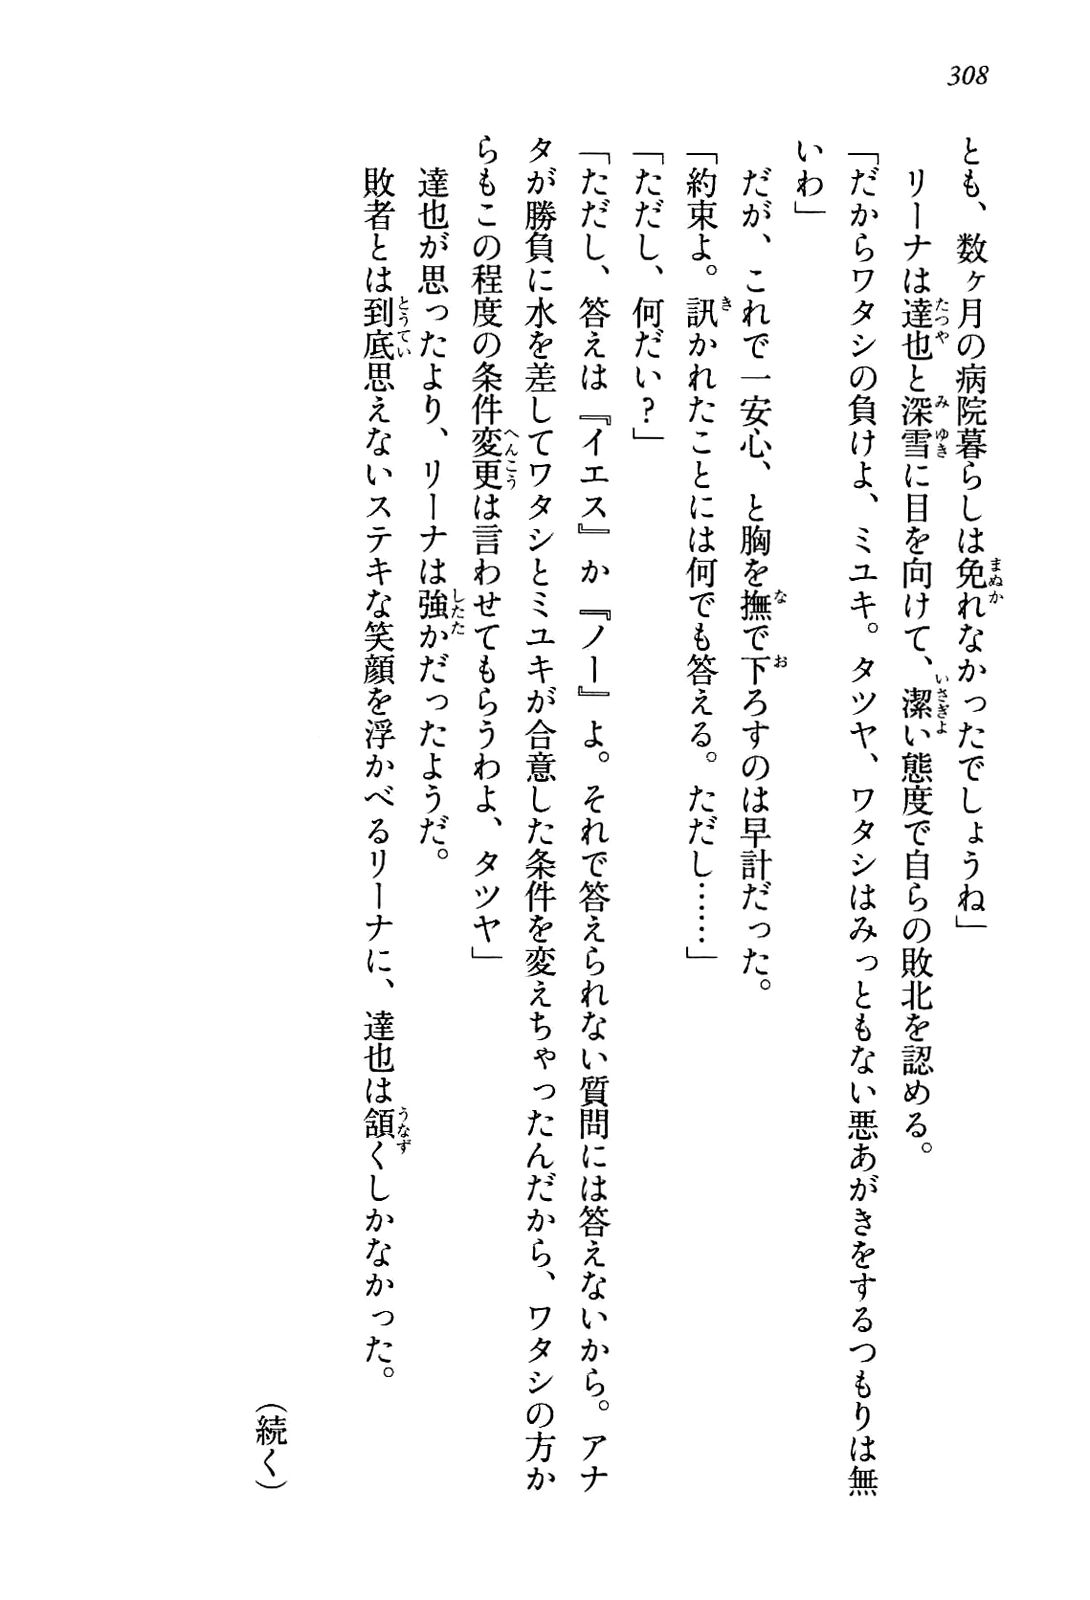 308
とも、数ヶ月の病院暮らしは免れなかったでしょうね」
　リーナは達也と深雪に目を向けて、潔い態度で自らの敗北を認める。
「だからワタシの負けよ、ミユキ。タツヤ、ワタシはみっともない悪あがきをするつもりは無
いわ」
　だが、これで一安心、と胸を撫で下ろすのは早計だった。
「約束よ。訊かれたことには何でも答える。ただし……」
「ただし、何だい？」
「ただし、答えは『イエス』か『ノー』よ。それで答えられない質問には答えないから。アナ
タが勝負に水を差してワタシとミユキが合意した条件を変えちゃったんだから、ワタシの方か
らもこの程度の条件変更は言わせてもらうわよ、タツヤ」
　達也が思ったより、リーナは強かだったようだ。
　敗者とは到底思えないステキな笑顔を浮かべるリーナに、達也は頷くしかなかった。
（続く）